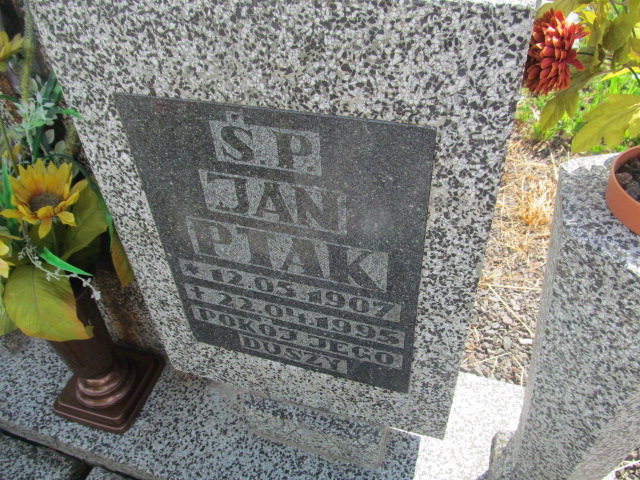 Ś.P.
JAN
PTAK
* 12.05.1907
† 22.04.1995
POKÓJ JEGO
DUSZY